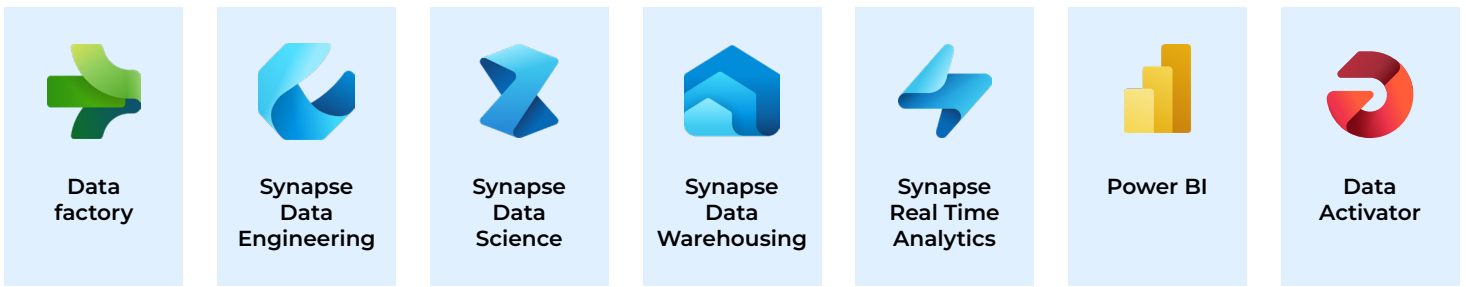 Data
factory
Synapse
Data
Engineering
Synapse
Data
Science
Synapse
Data
Warehousing
Synapse
Real Time
Analytics
Power BI
Data
Activator